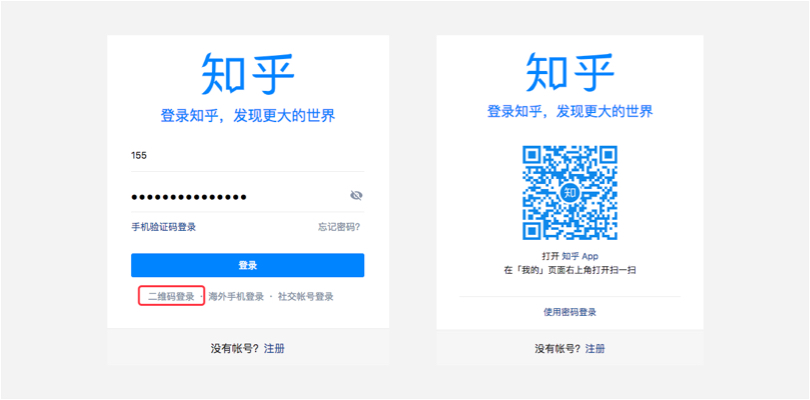 知乎
登录知乎，发现更大的世界
155
●●●●●●●●●●●●●●●
手机验证码登录 忘记密码？
登录
二维码登录 · 海外手机登录 · 社交帐号登录
没有帐号？注册
知乎
登录知乎，发现更大的世界
知
打开 知乎 App
在「我的」页面右上角打开扫一扫
使用密码登录
没有帐号？注册